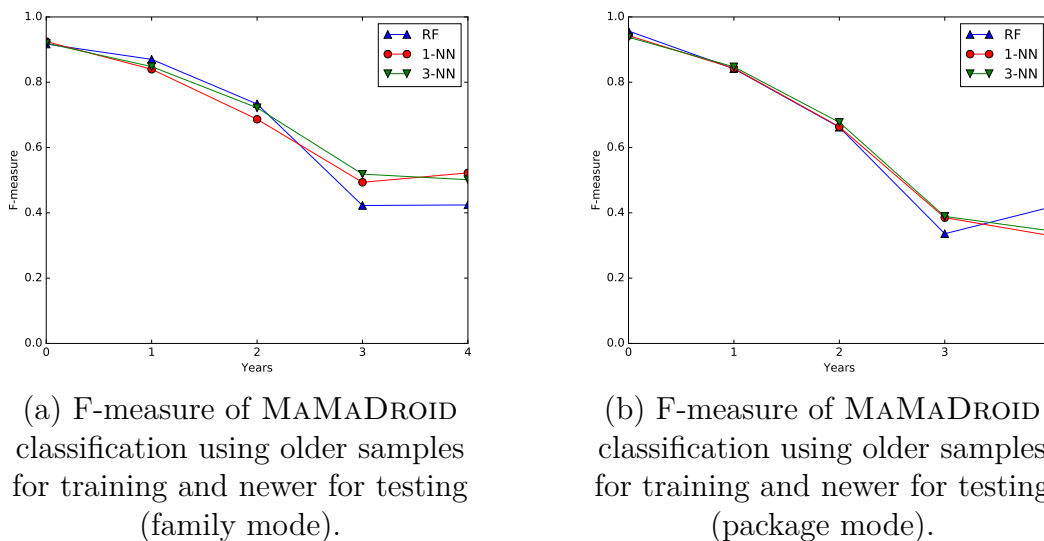 1.0
0.8
0.6
0.4
0.2
0.0
F-measure
0 1 2 3 4
Years
RF
1-NN
3-NN
(a) F-measure of MAMADROID
classification using older samples
for training and newer for testing
(family mode).
1.0
0.8
0.6
0.4
0.2
0.0
F-measure
0 1 2 3
Years
RF
1-NN
3-NN
(b) F-measure of MAMADROID
classification using older samples
for training and newer for testing
(package mode).